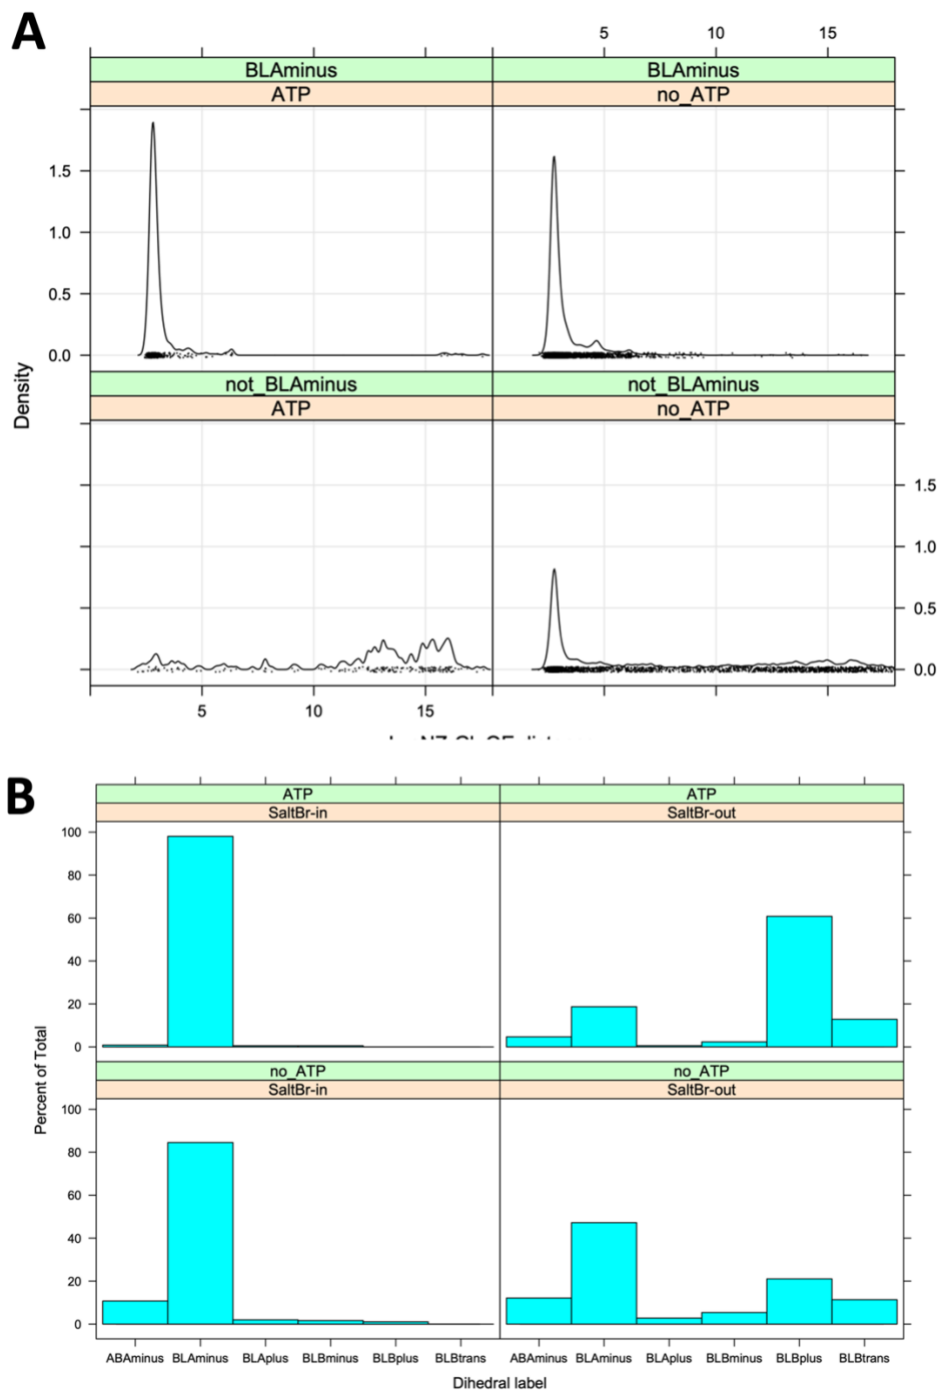 A
5 10 15
BLAminus BLAminus
ATP no_ATP
1.5
1.0
0.5
0.0
Density
not_BLAminus not_BLAminus
ATP no_ATP
1.5
1.0
0.5
0.0
5 10 15
B
ATP ATP
SaltBr-in SaltBr-out
100
80
60
40
20
0
Percent of Total
no_ATP no_ATP
SaltBr-in SaltBr-out
100
80
60
40
20
0
ABAminus BLAminus BLAplus BLBminus BLBplus BLBtrans ABAminus BLAminus BLAplus BLBminus BLBplus BLBtrans
Dihedral label